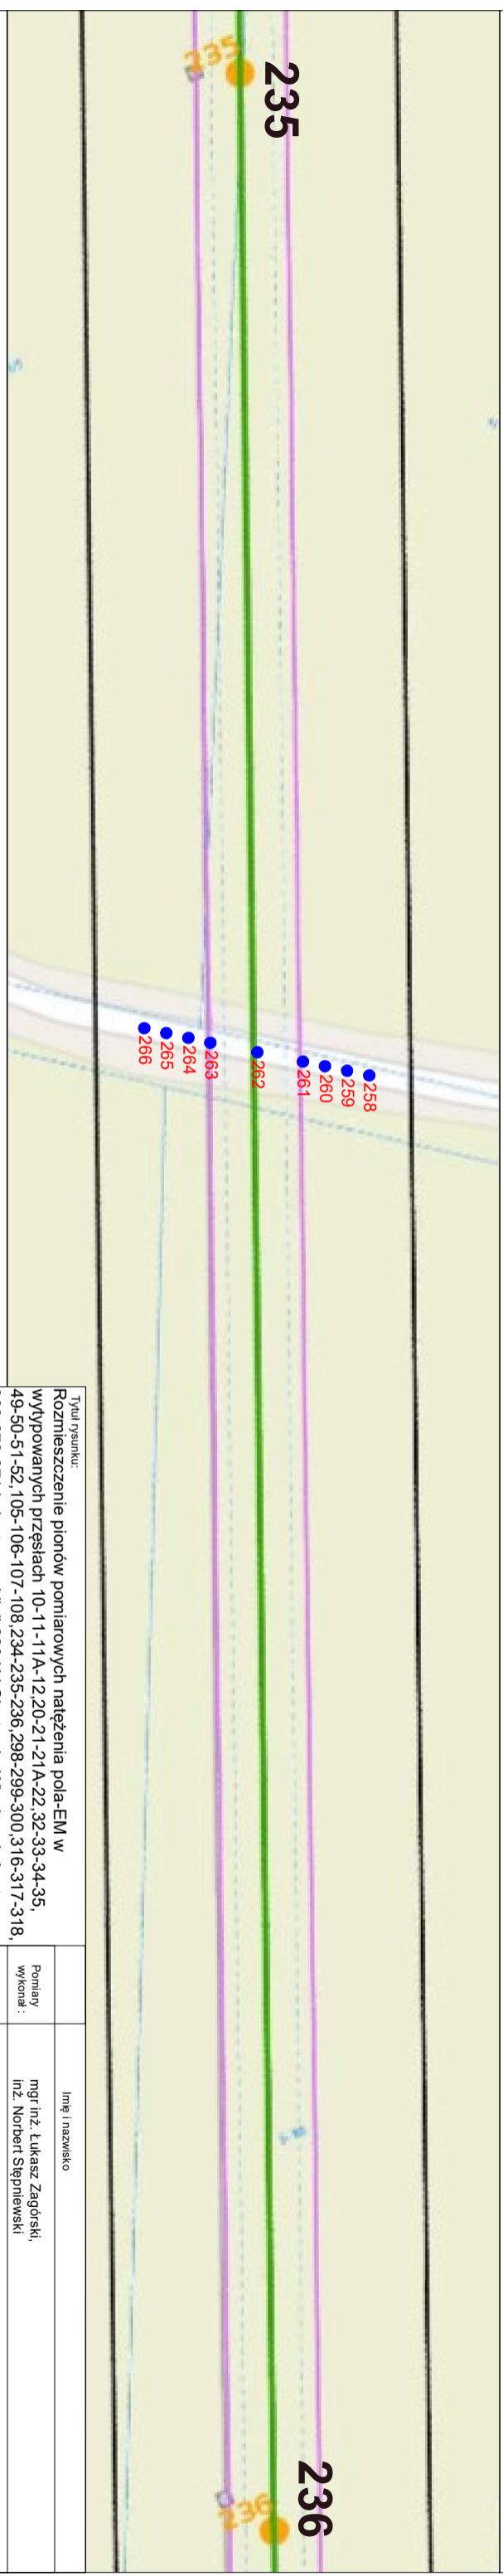 235
235
258
259
260
261
262
263
264
265
266
236
236
Tytuł rysunku:
Rozmieszczenie pionów pomiarowych natężenia pola-EM w
wytypowanych przęsłach 10-11-11A-12,20-21-21A-22,32-33-34-35,
49-50-51-52,105-106-107-108,234-235-236,298-299-300,316-317-318,
Imię i nazwisko
Pomiary
wykonał :
mgr inż. Łukasz Zagórski,
inż. Norbert Stępniewski